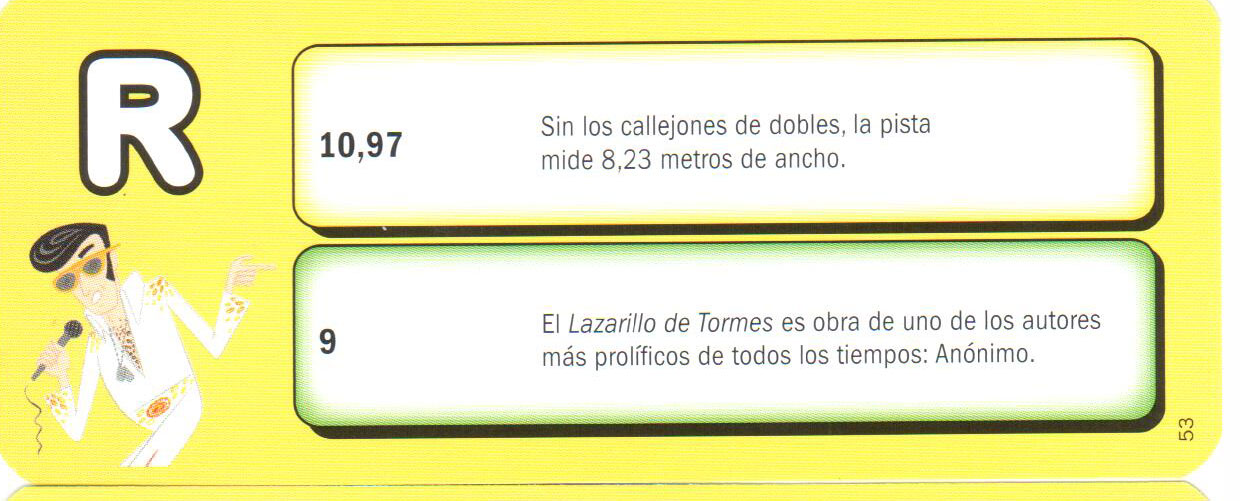 R
10,97
Sin los callejones de dobles, la pista
mide 8,23 metros de ancho.
9
El Lazarillo de Tormes es obra de uno de los autores
más prolíficos de todos los tiempos: Anónimo.
53